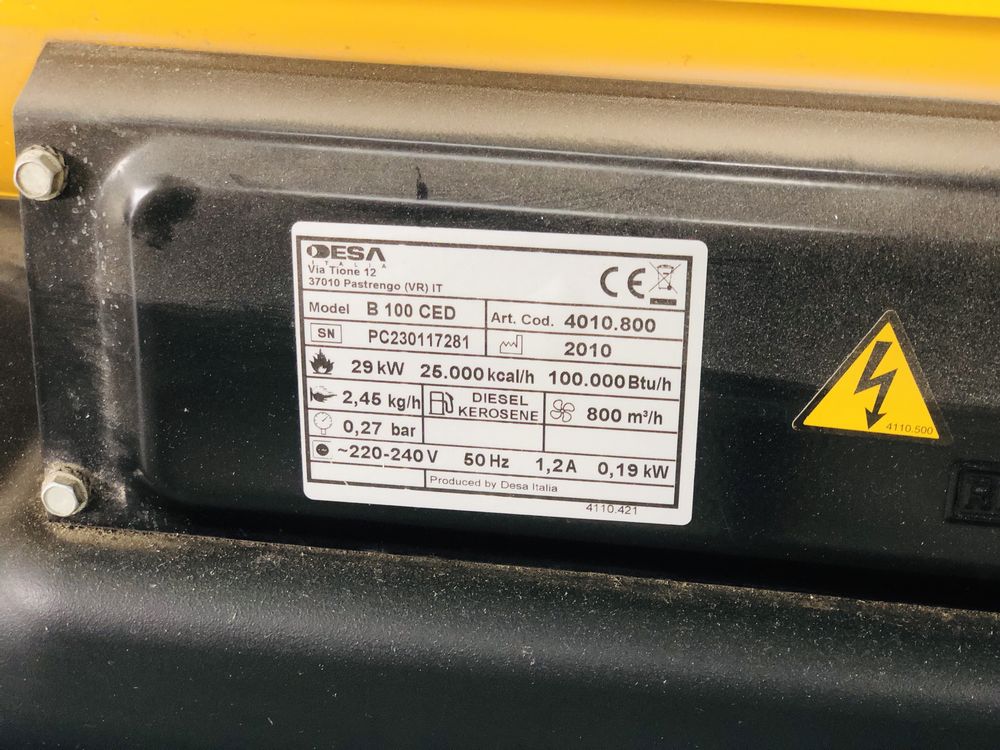 DESA
ITALIA
Via Tione 12
37010 Pastrengo (VR) IT
CE
Model B 100 CED
Art. Cod. 4010.800
SN PC230117281
2010
29 kW 25.000 kcal/h 100.000 Btu/h
2,45 kg/h
DIESEL
KEROSENE
800 m³/h
0,27 bar
~220-240 V 50 Hz 1,2 A 0,19 kW
Produced by Desa Italia
4110.421
4110.500